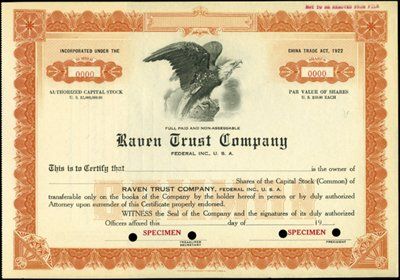 NOT TO BE REMOVED FROM FILE
INCORPORATED UNDER THE
CHINA TRADE ACT, 1922
NUMBER
SHARES
0000
0000
AUTHORIZED CAPITAL STOCK
PAR VALUE OF SHARES
FULL PAID AND NON-ASSESSABLE
Raven Trust Company
FEDERAL INC., U. S. A.
This is to Certify that is the owner of
Shares of the Capital Stock (Common) of
RAVEN TRUST COMPANY, FEDERAL INC., U. S. A.
transferable only on the books of the Company by the holder hereof in person or by duly authorized
Attorney upon surrender of this Certificate properly endorsed.
WITNESS the Seal of the Company and the signatures of its duly authorized
Officers affixed this day of 19
SPECIMEN
SPECIMEN
TREASURER
SECRETARY
PRESIDENT